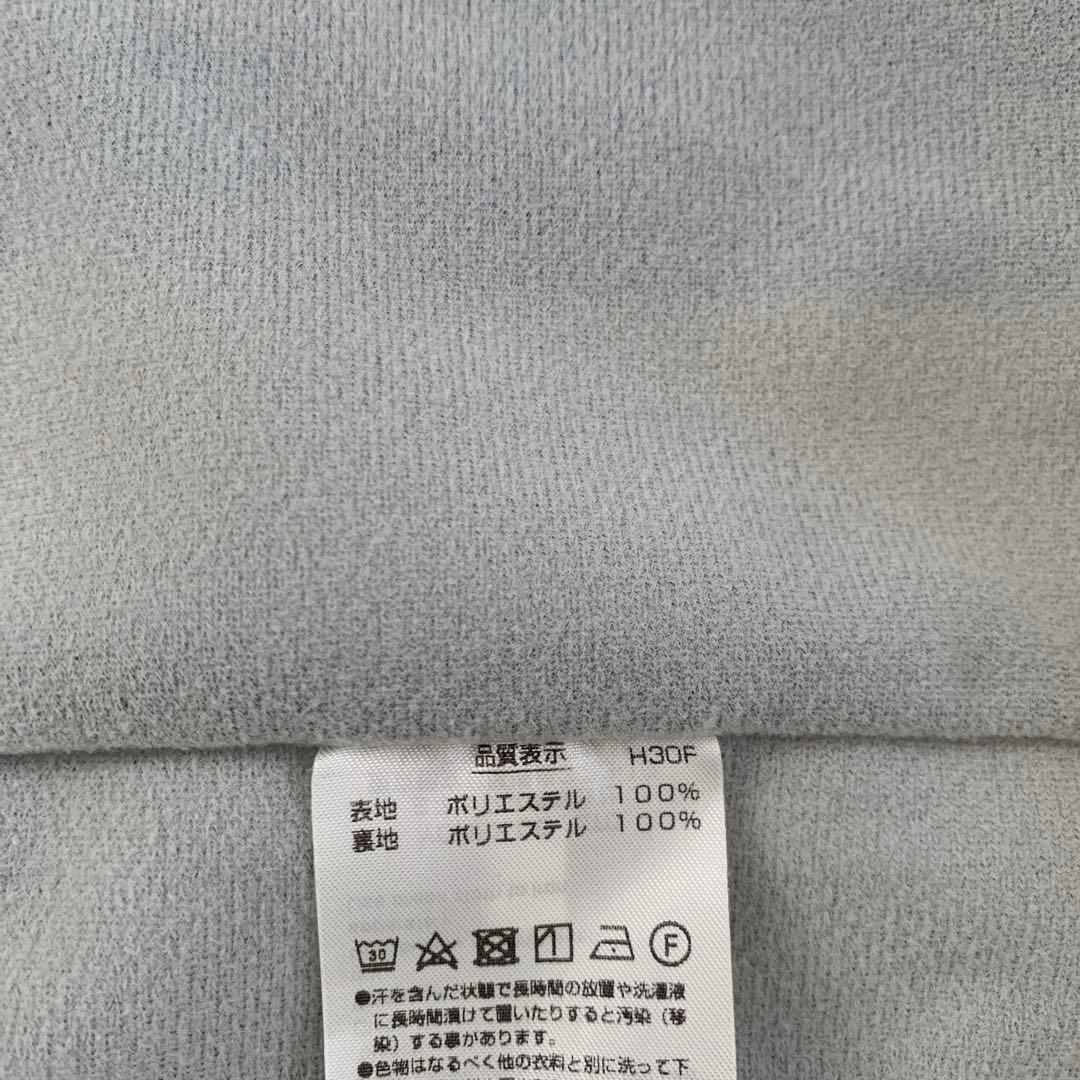 品質表示 H30F
表地 ポリエステル 100%
裏地 ポリエステル 100%
30 F
●汗を含んだ状態で長時間の放置や洗濯液
に長時間漬けて置いたりすると汚染（移
染）する事があります。
●色物はなるべく他の衣料と別に洗って下